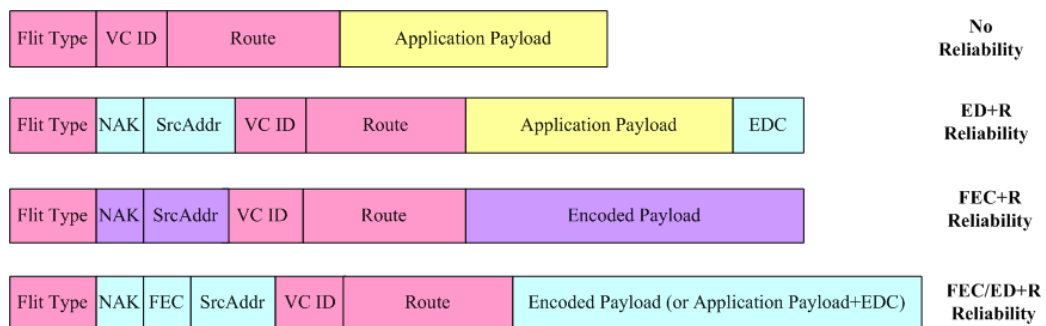 Flit Type VC ID Route Application Payload No
Reliability
Flit Type NAK SrcAddr VC ID Route Application Payload EDC ED+R
Reliability
Flit Type NAK SrcAddr VC ID Route Encoded Payload FEC+R
Reliability
Flit Type NAK FEC SrcAddr VC ID Route Encoded Payload (or Application Payload+EDC) FEC/ED+R
Reliability